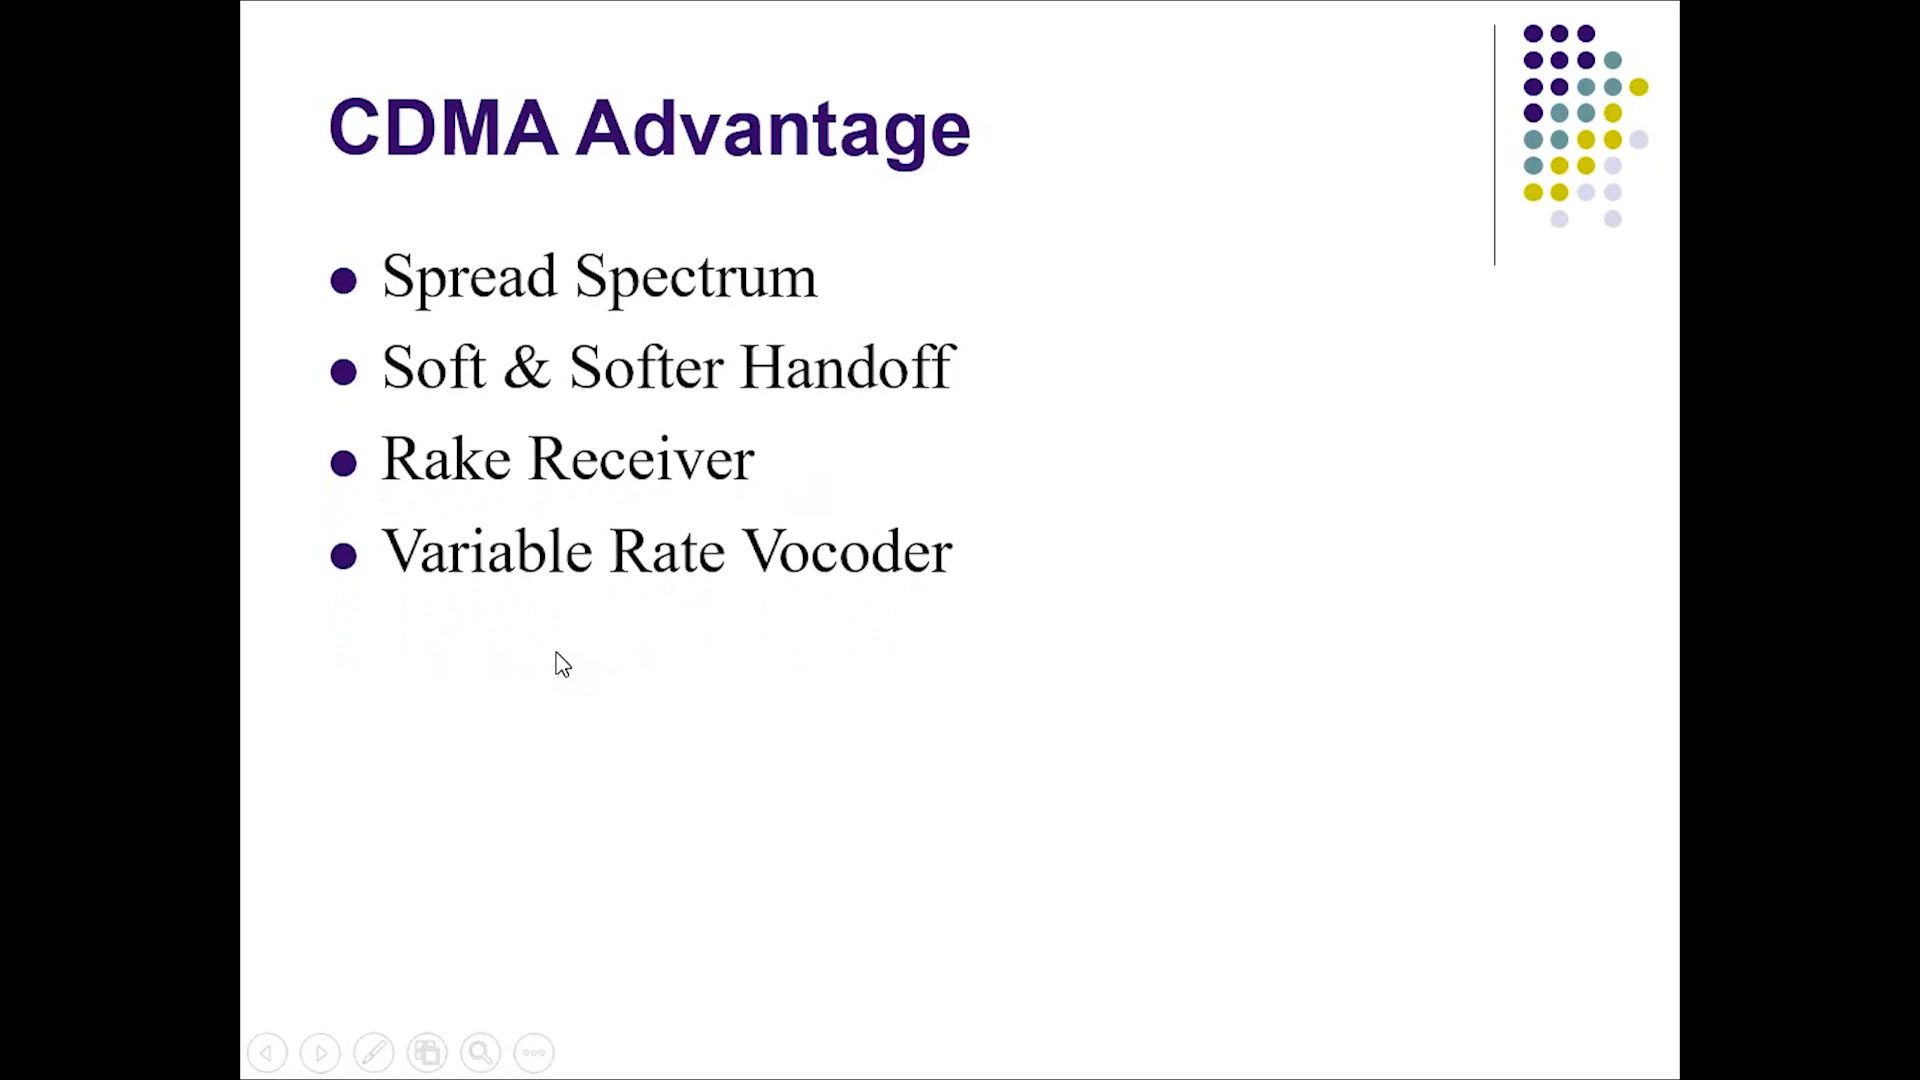 CDMA Advantage
Spread Spectrum
Soft & Softer Handoff
Rake Receiver
Variable Rate Vocoder